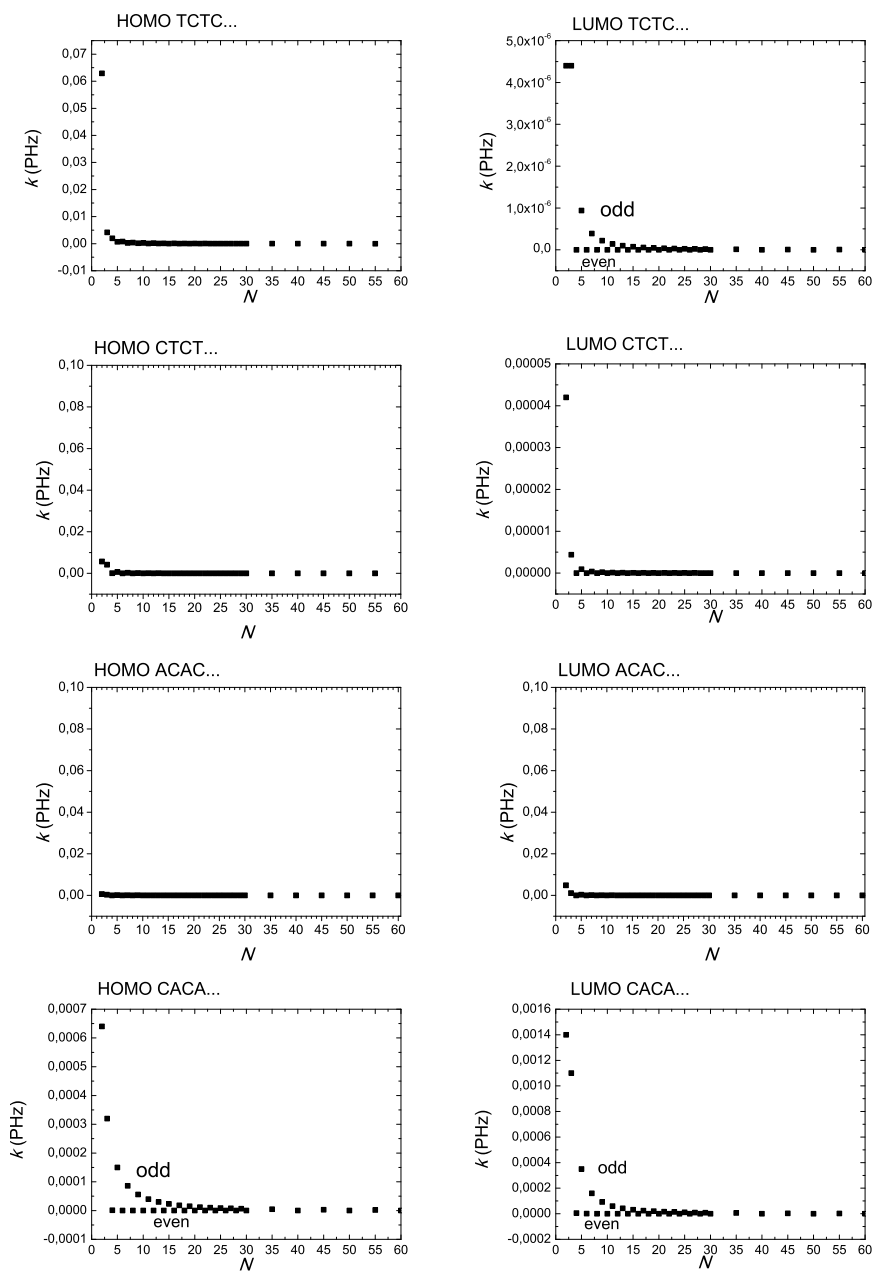 HOMO TCTC...
k (PHz)
0,07
0,06
0,05
0,04
0,03
0,02
0,01
0,00
-0,01
0 5 10 15 20 25 30 35 40 45 50 55 60
N
LUMO TCTC...
k (PHz)
5,0x10⁻⁶
4,0x10⁻⁶
3,0x10⁻⁶
2,0x10⁻⁶
1,0x10⁻⁶
0,0
odd
even
0 5 10 15 20 25 30 35 40 45 50 55 60
N
HOMO CTCT...
k (PHz)
0,10
0,08
0,06
0,04
0,02
0,00
0 5 10 15 20 25 30 35 40 45 50 55 60
N
LUMO CTCT...
k (PHz)
0,00005
0,00004
0,00003
0,00002
0,00001
0,00000
0 5 10 15 20 25 30 35 40 45 50 55 60
N
HOMO ACAC...
k (PHz)
0,10
0,08
0,06
0,04
0,02
0,00
0 5 10 15 20 25 30 35 40 45 50 55 60
N
LUMO ACAC...
k (PHz)
0,10
0,08
0,06
0,04
0,02
0,00
0 5 10 15 20 25 30 35 40 45 50 55 60
N
HOMO CACA...
k (PHz)
0,0007
0,0006
0,0005
0,0004
0,0003
0,0002
0,0001
0,0000
-0,0001
odd
even
0 5 10 15 20 25 30 35 40 45 50 55 60
N
LUMO CACA...
k (PHz)
0,0016
0,0014
0,0012
0,0010
0,0008
0,0006
0,0004
0,0002
0,0000
-0,0002
odd
even
0 5 10 15 20 25 30 35 40 45 50 55 60
N